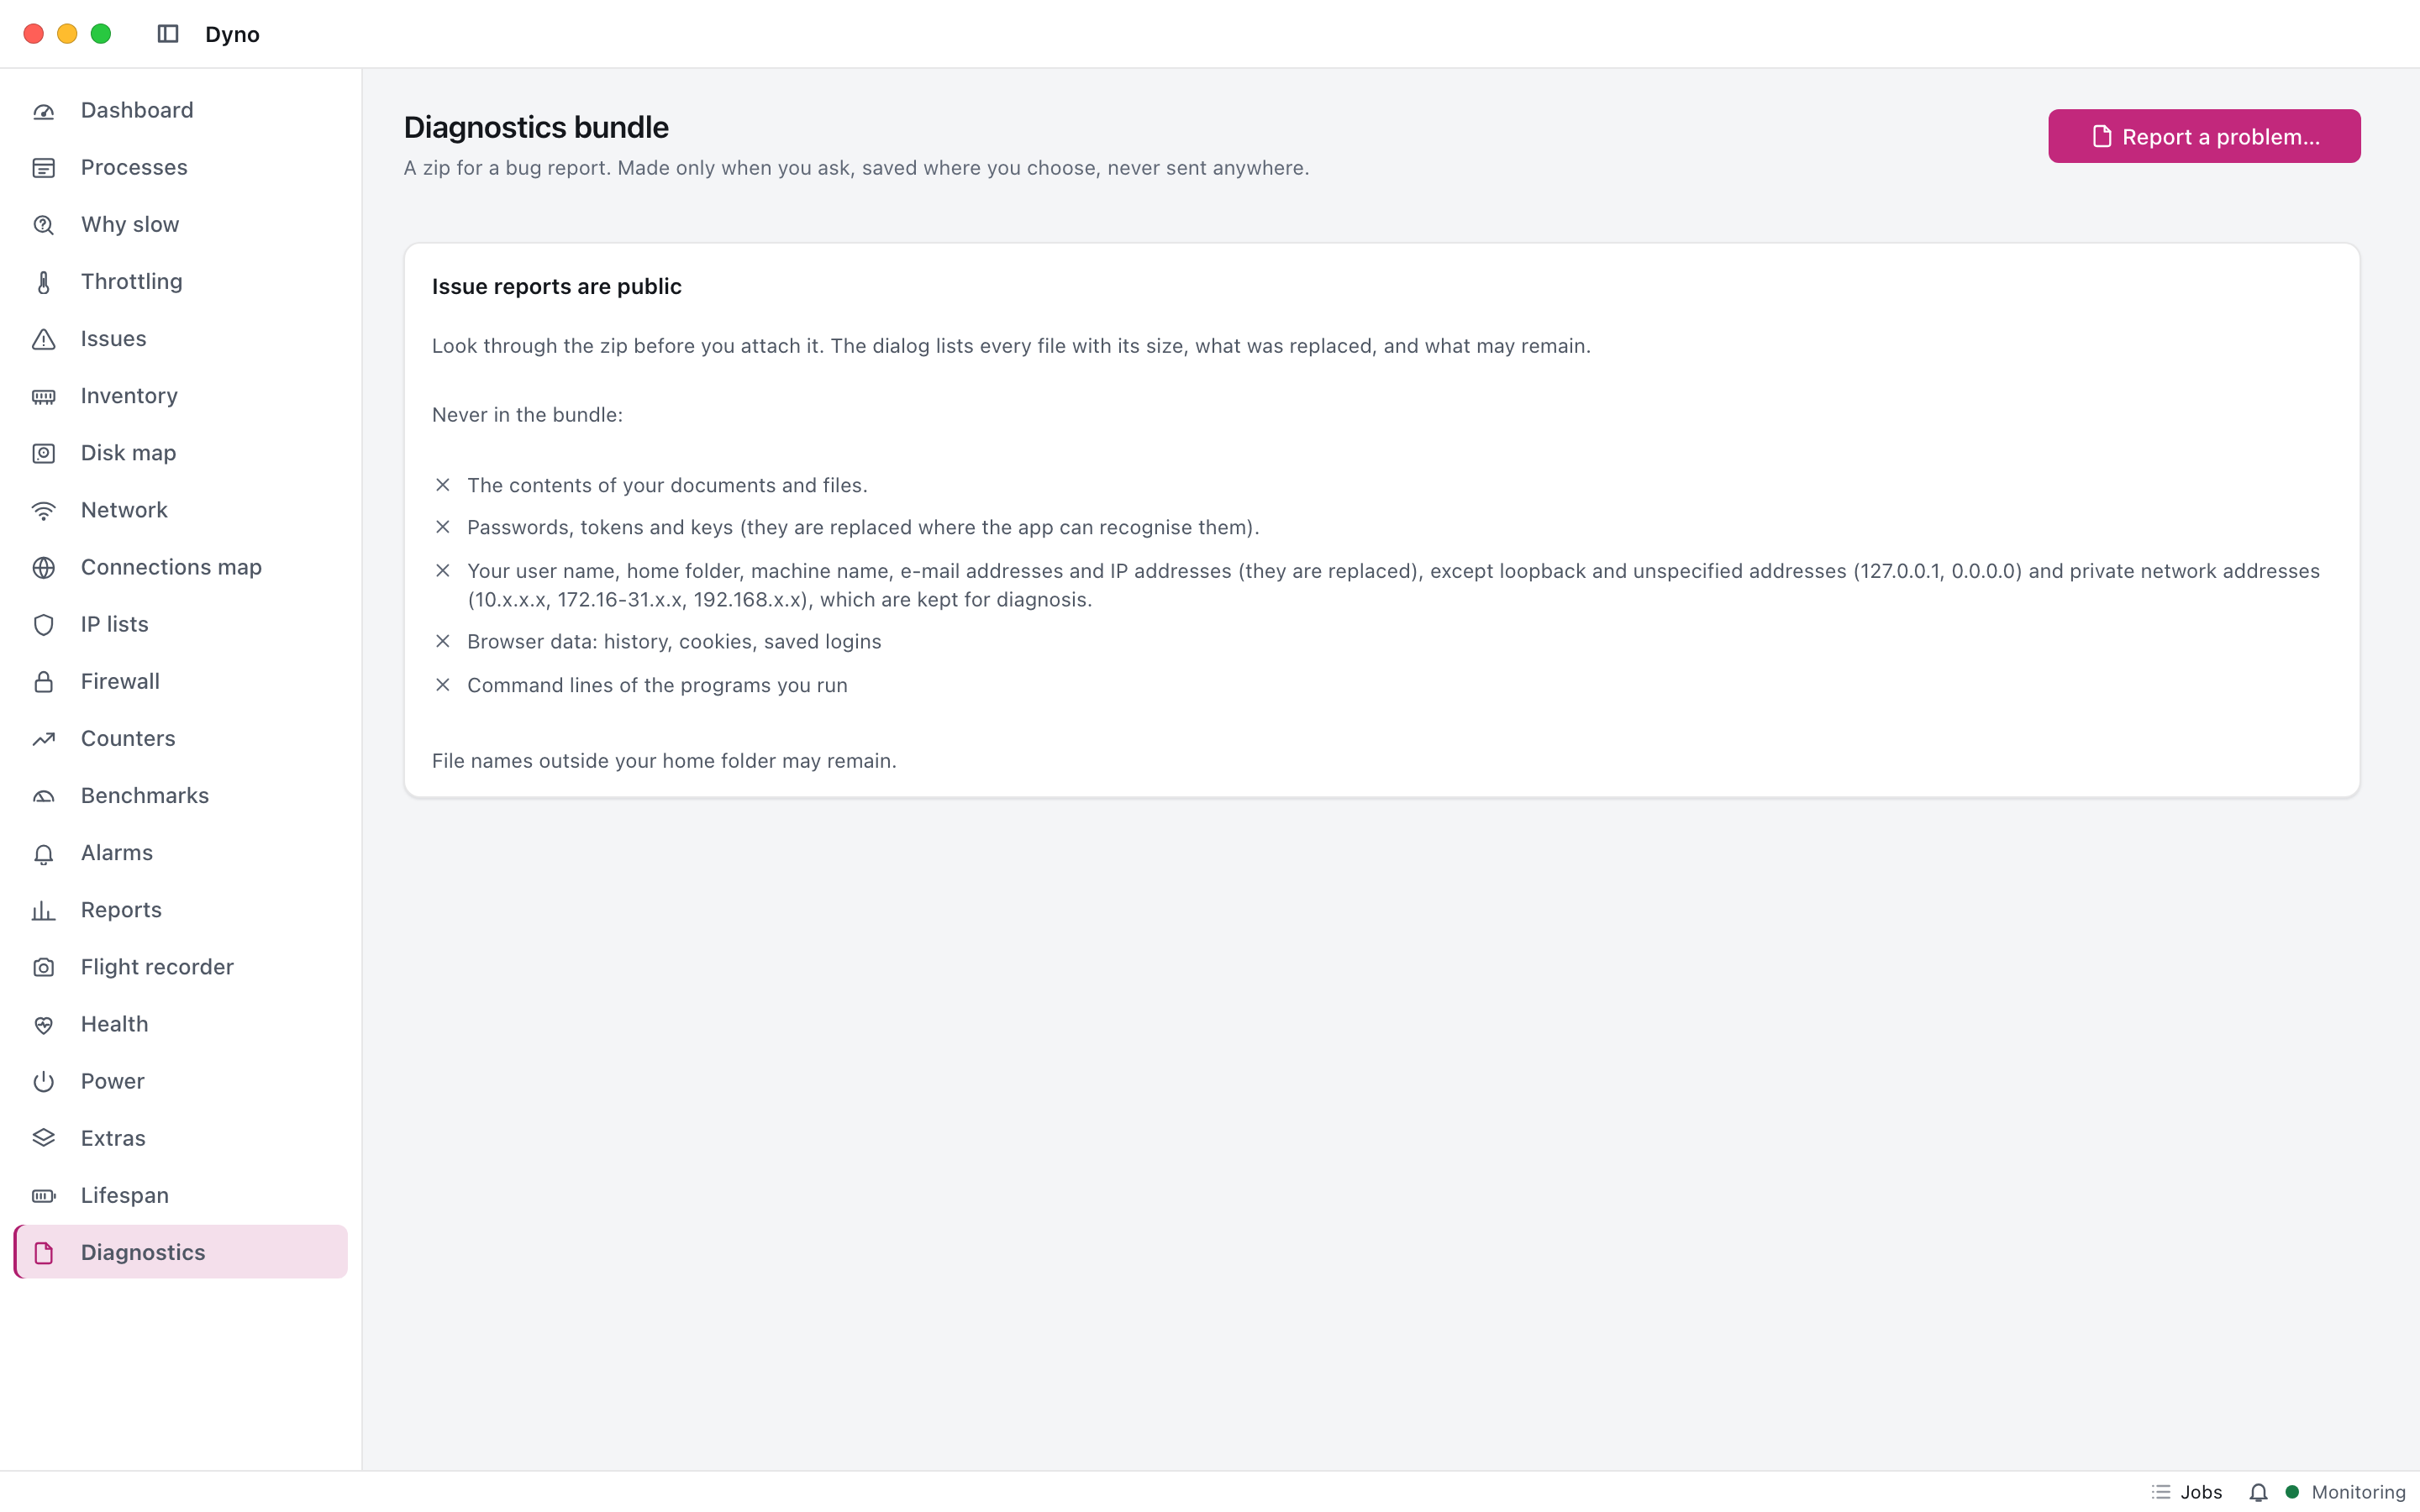 Dyno
Dashboard
Processes
Why slow
Throttling
Issues
Inventory
Disk map
Network
Connections map
IP lists
Firewall
Counters
Benchmarks
Alarms
Reports
Flight recorder
Health
Power
Extras
Lifespan
Diagnostics
Diagnostics bundle
A zip for a bug report. Made only when you ask, saved where you choose, never sent anywhere.
Report a problem...
Issue reports are public
Look through the zip before you attach it. The dialog lists every file with its size, what was replaced, and what may remain.
Never in the bundle:
The contents of your documents and files.
Passwords, tokens and keys (they are replaced where the app can recognise them).
Your user name, home folder, machine name, e-mail addresses and IP addresses (they are replaced), except loopback and unspecified addresses (127.0.0.1, 0.0.0.0) and private network addresses
(10.x.x.x, 172.16-31.x.x, 192.168.x.x), which are kept for diagnosis.
Browser data: history, cookies, saved logins
Command lines of the programs you run
File names outside your home folder may remain.
Jobs
Monitoring